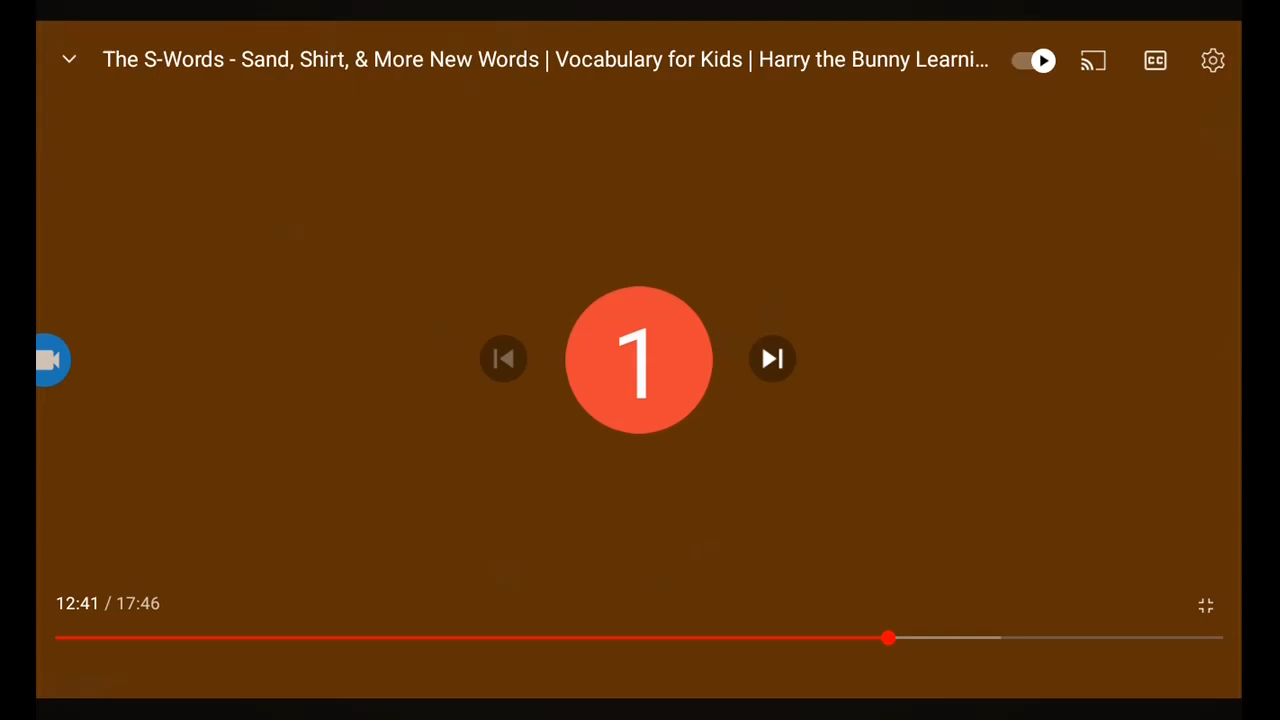 The S-Words - Sand, Shirt, & More New Words | Vocabulary for Kids | Harry the Bunny Learni...
CC
1
12:41 / 17:46